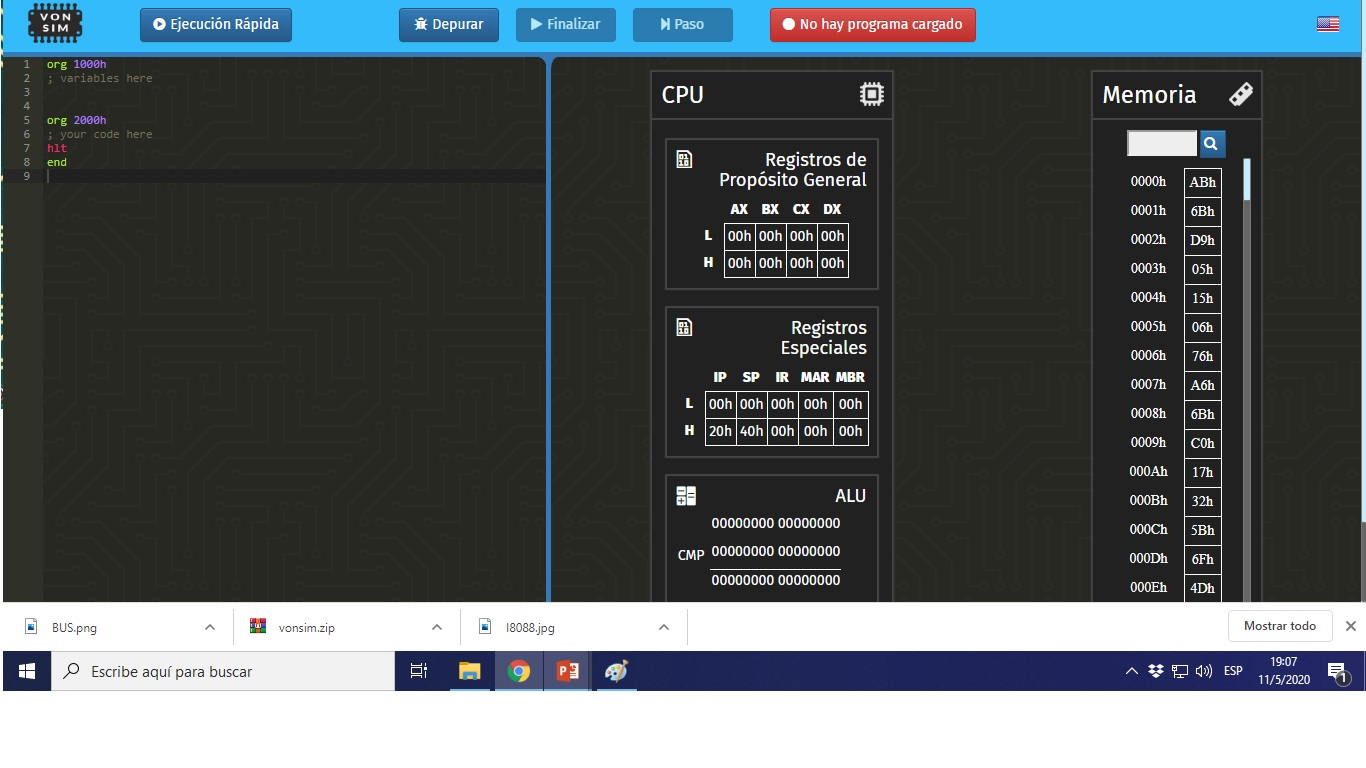 VON
SIM
Ejecución Rápida
Depurar
Finalizar
Paso
No hay programa cargado
1 org 1000h
2 ; variables here
3
4
5 org 2000h
6 ; your code here
7 hlt
8 end
9
CPU
Registros de
Propósito General
AX BX CX DX
L 00h 00h 00h 00h
H 00h 00h 00h 00h
Registros
Especiales
IP SP IR MAR MBR
L 00h 00h 00h 00h 00h
H 20h 40h 00h 00h 00h
ALU
00000000 00000000
CMP 00000000 00000000
00000000 00000000
Memoria
0000h ABh
0001h 6Bh
0002h D9h
0003h 05h
0004h 15h
0005h 06h
0006h 76h
0007h A6h
0008h 6Bh
0009h C0h
000Ah 17h
000Bh 32h
000Ch 5Bh
000Dh 6Fh
000Eh 4Dh
BUS.png
vonsim.zip
I8088.jpg
Mostrar todo
Escribe aquí para buscar
ESP
19:07
11/5/2020
1